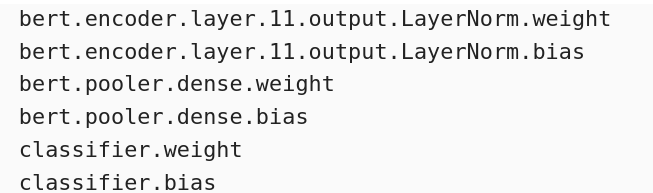 bert.encoder.layer.11.output.LayerNorm.weight
bert.encoder.layer.11.output.LayerNorm.bias
bert.pooler.dense.weight
bert.pooler.dense.bias
classifier.weight
classifier.bias